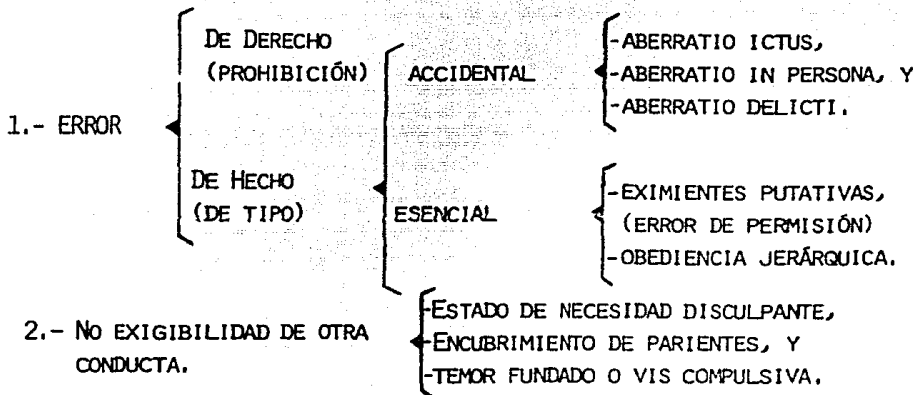 1.- ERROR
DE DERECHO
(PROHIBICIÓN)
DE HECHO
(DE TIPO)
ACCIDENTAL
-ABERRATIO ICTUS,
-ABERRATIO IN PERSONA, Y
-ABERRATIO DELICTI.
ESENCIAL
-EXIMIENTES PUTATIVAS,
(ERROR DE PERMISIÓN)
-OBEDIENCIA JERÁRQUICA.
2.- NO EXIGIBILIDAD DE OTRA
CONDUCTA.
-ESTADO DE NECESIDAD DISCULPANTE,
-ENCUBRIMIENTO DE PARIENTES, Y
-TEMOR FUNDADO O VIS COMPULSIVA.